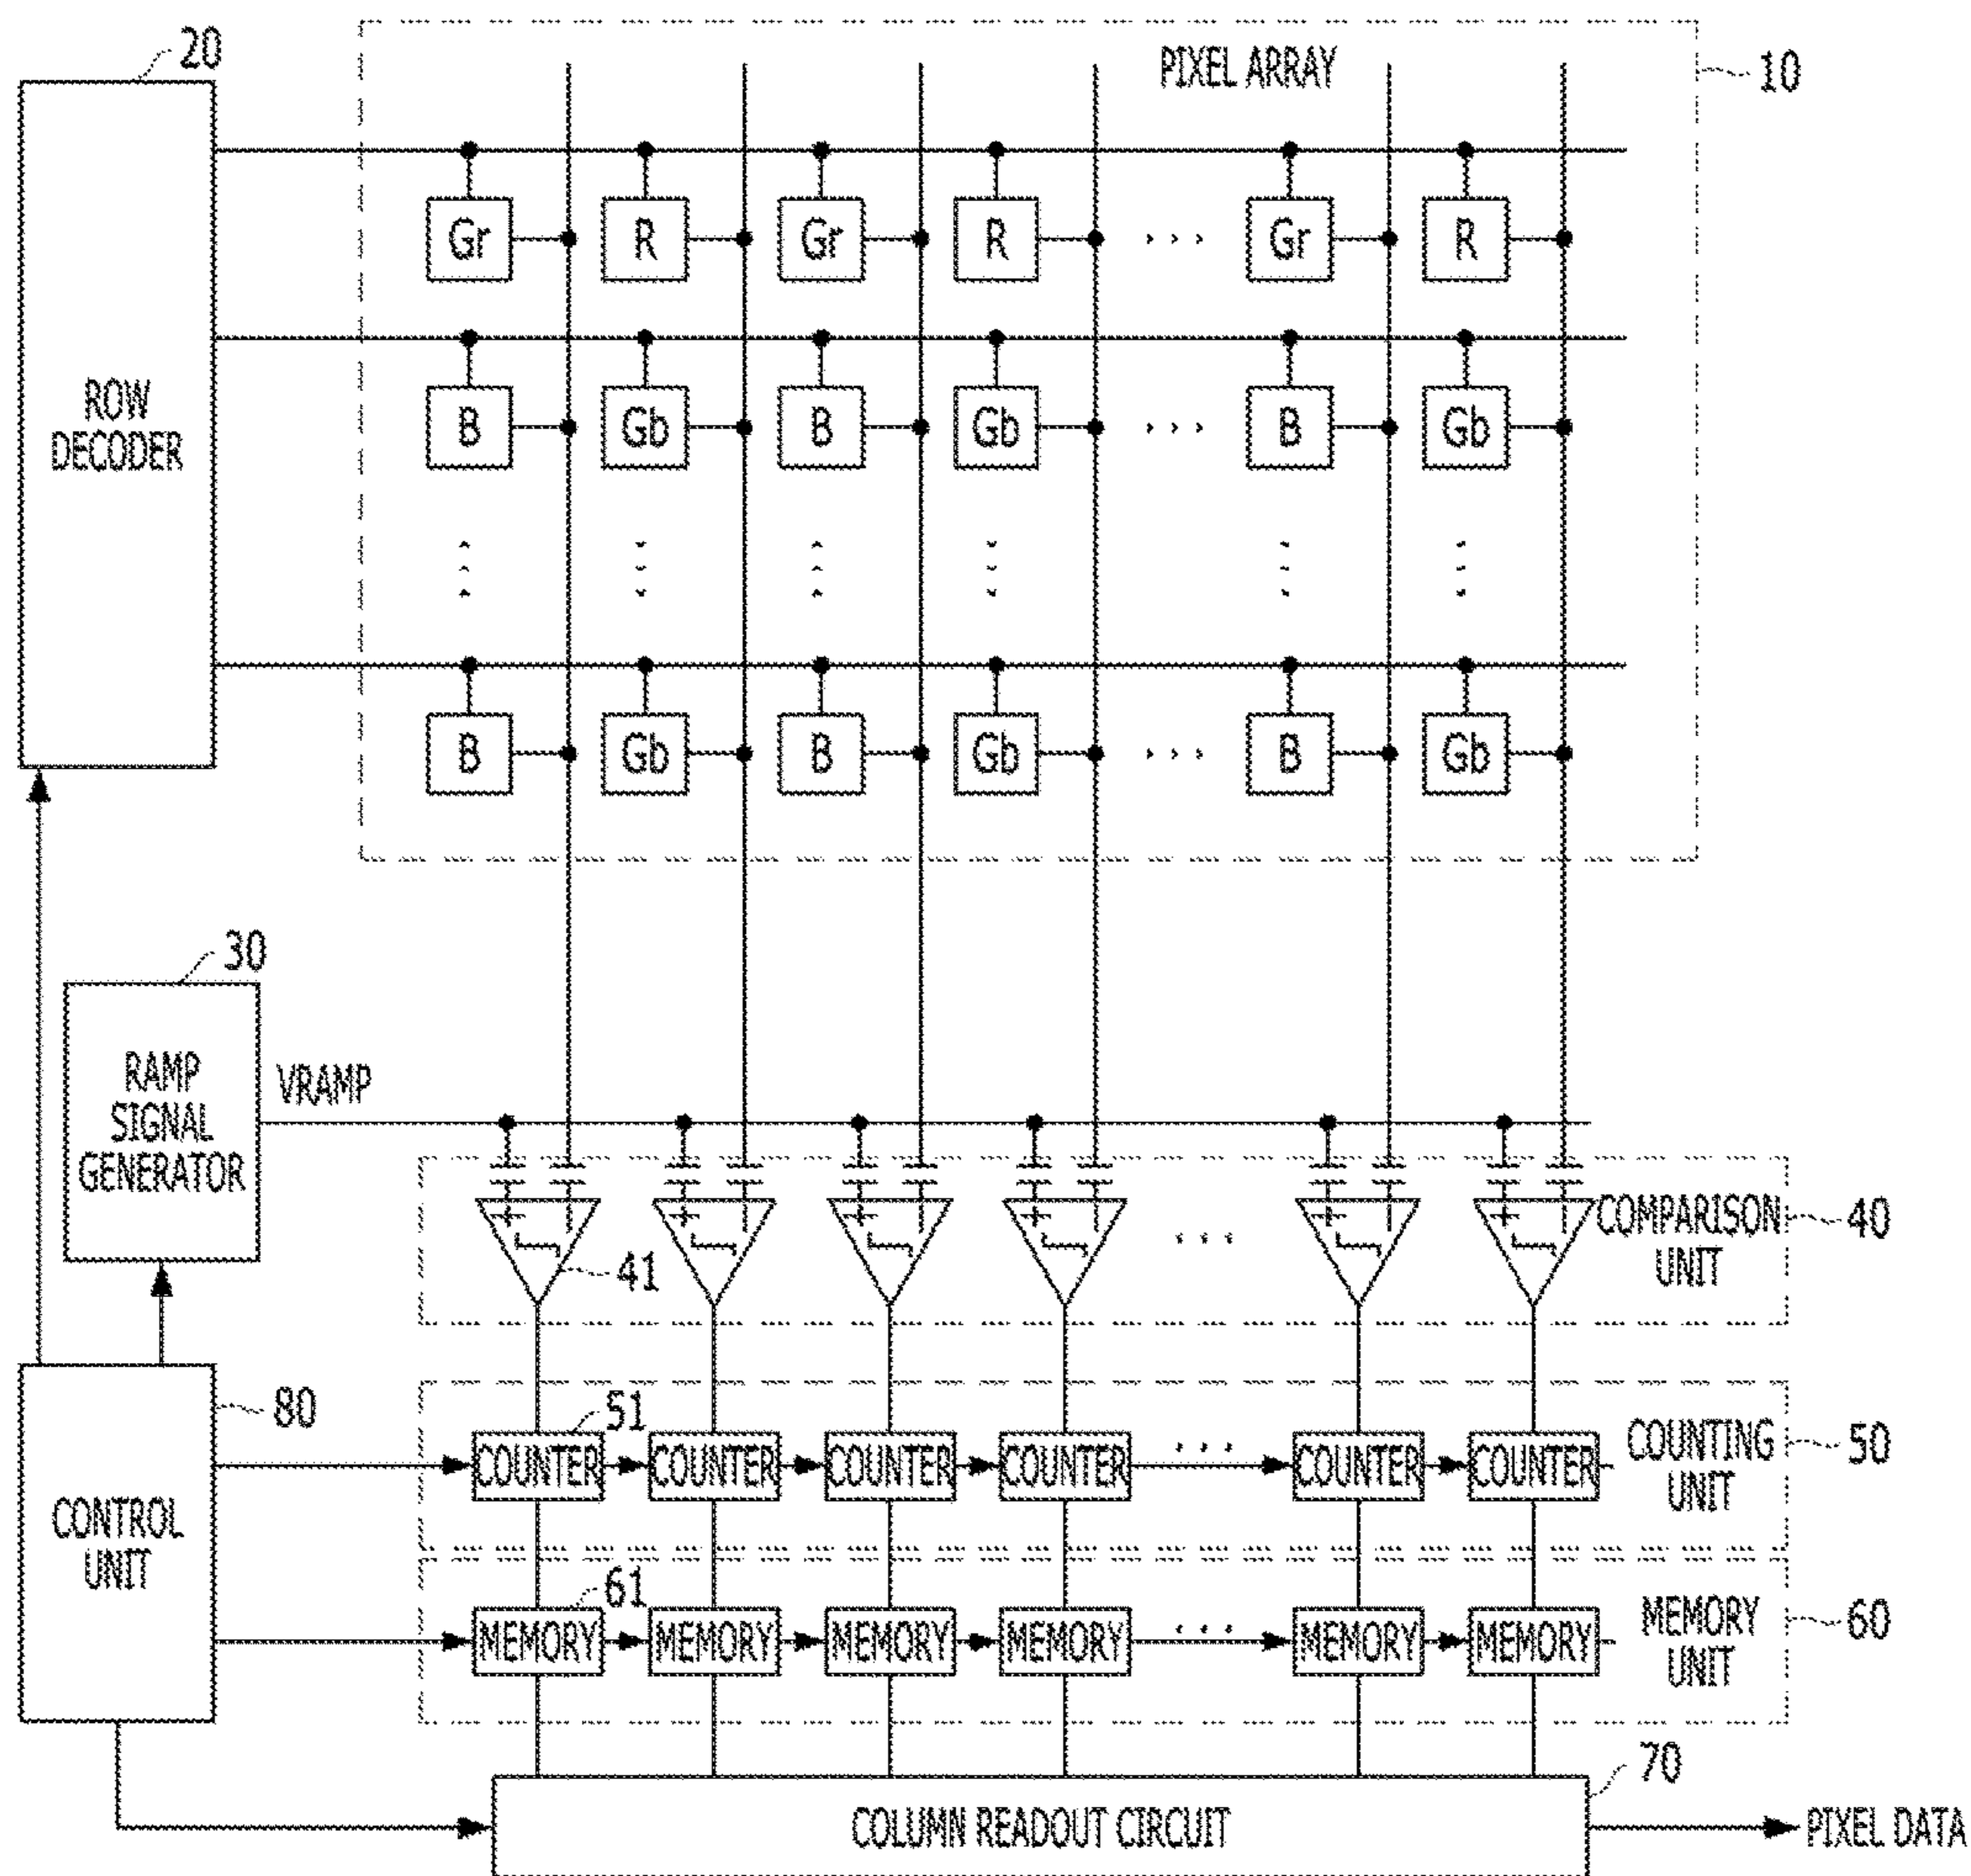 20
PIXEL ARRAY
10
Gr R Gr R . . . Gr R
ROW
DECODER
B Gb B Gb . . . B Gb
B Gb B Gb . . . B Gb
30
RAMP
SIGNAL
GENERATOR
VRAMP
+ + + + + +
41
. . .
COMPARISON
UNIT
40
80
51
COUNTER COUNTER COUNTER COUNTER . . . COUNTER COUNTER
COUNTING
UNIT
50
CONTROL
UNIT
61
MEMORY MEMORY MEMORY MEMORY . . . MEMORY MEMORY
MEMORY
UNIT
60
70
COLUMN READOUT CIRCUIT
PIXEL DATA